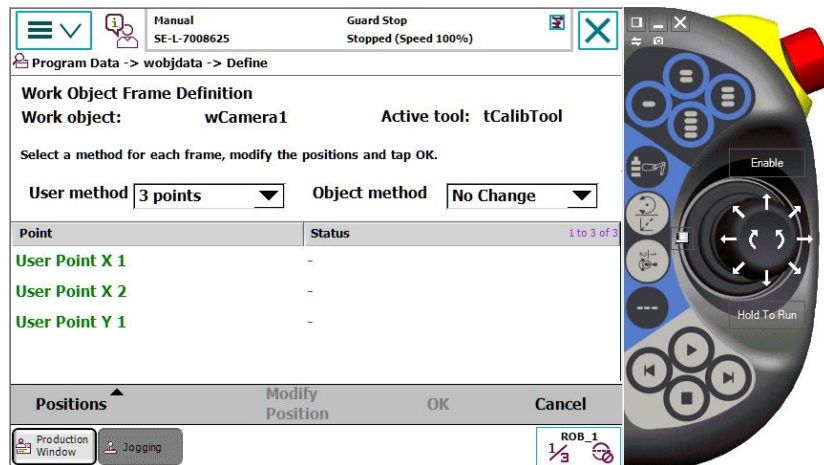 Manual
SE-L-7008625
Guard Stop
Stopped (Speed 100%)
Program Data -> wobjdata -> Define
Work Object Frame Definition
Work object: wCamera1 Active tool: tCalibTool
Select a method for each frame, modify the positions and tap OK.
User method 3 points Object method No Change
Point Status 1 to 3 of 3
User Point X 1 -
User Point X 2 -
User Point Y 1 -
Positions Modify Position OK Cancel
Production Window
Jogging
ROB_1
1/3
Enable
Hold To Run